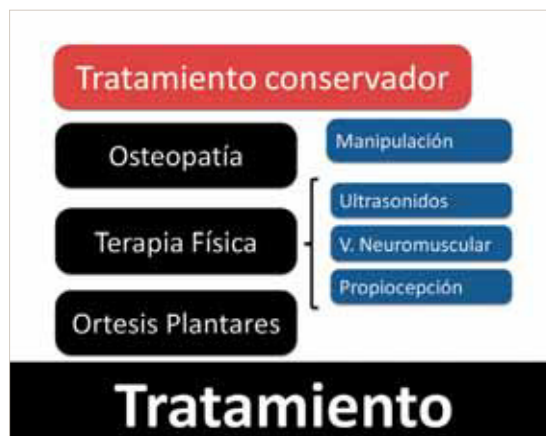 Tratamiento conservador
Osteopatía
Manipulación
Terapia Física
Ultrasonidos
V. Neuromuscular
Propiocepción
Ortesis Plantares
Tratamiento